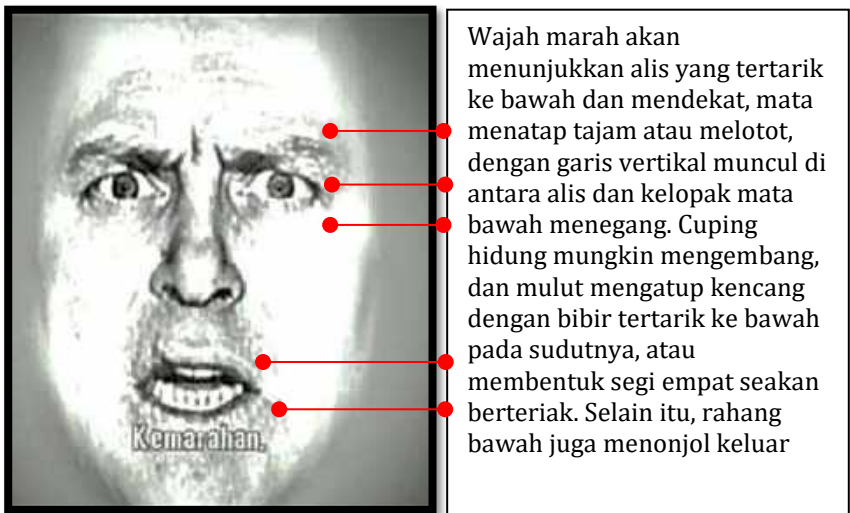 Wajah marah akan
menunjukkan alis yang tertarik
ke bawah dan mendekat, mata
menatap tajam atau melotot,
dengan garis vertikal muncul di
antara alis dan kelopak mata
bawah menegang. Cuping
hidung mungkin mengembang,
dan mulut mengatup kencang
dengan bibir tertarik ke bawah
pada sudutnya, atau
membentuk segi empat seakan
berteriak. Selain itu, rahang
bawah juga menonjol keluar
Kemarahan.